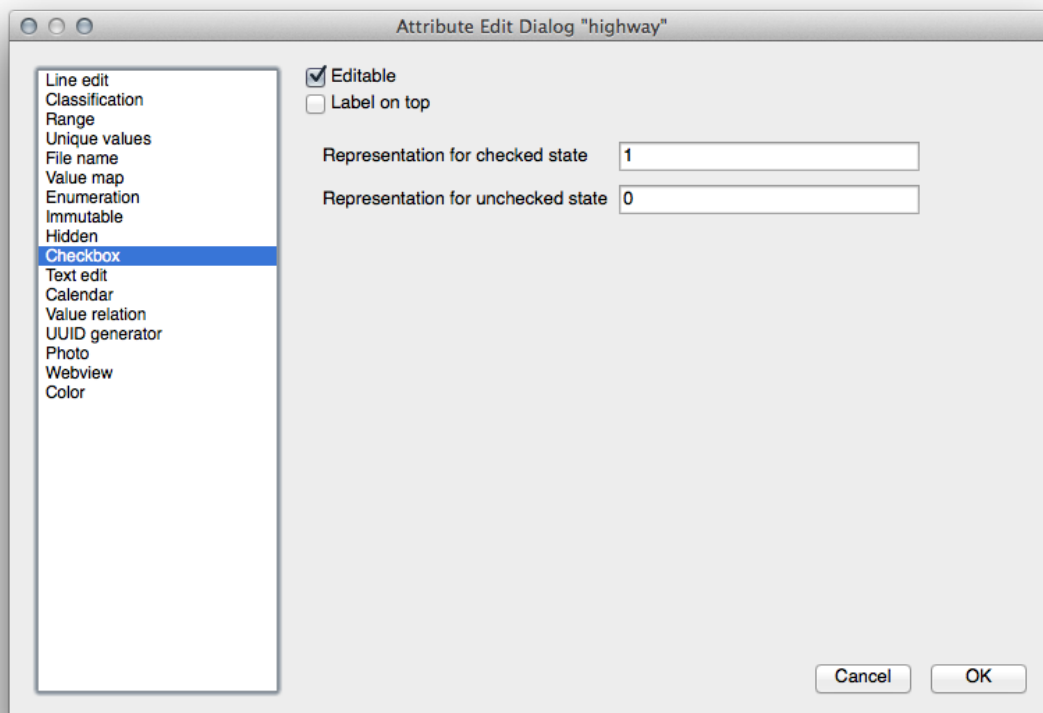 Attribute Edit Dialog "highway"
Line edit
Classification
Range
Unique values
File name
Value map
Enumeration
Immutable
Hidden
Checkbox
Text edit
Calendar
Value relation
UUID generator
Photo
Webview
Color
Editable
Label on top
Representation for checked state 1
Representation for unchecked state 0
Cancel OK